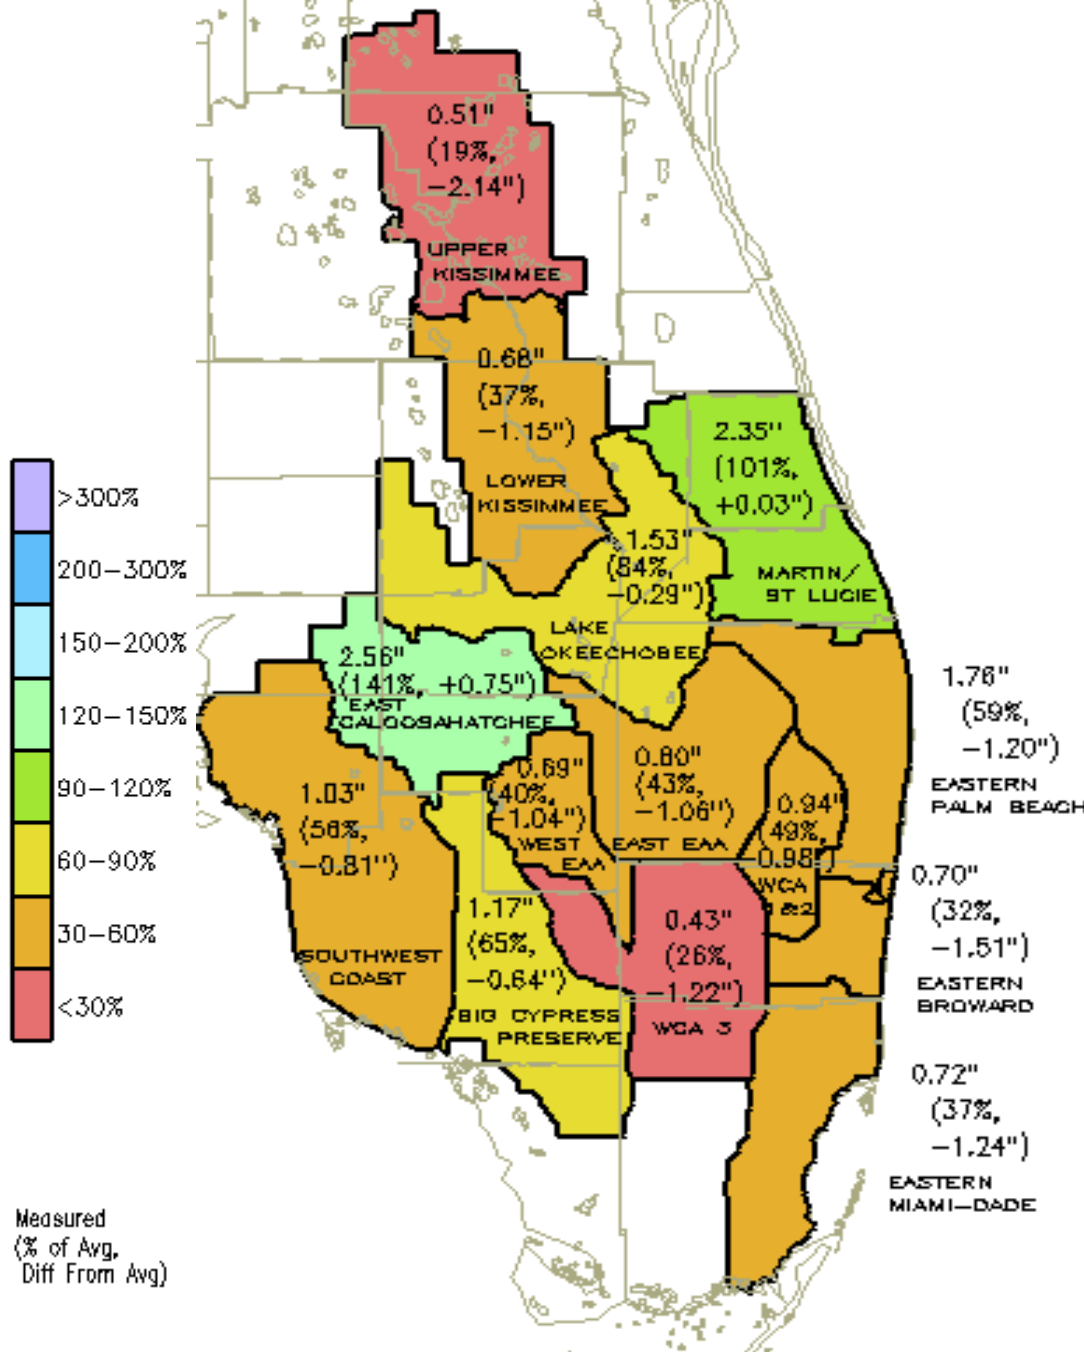 0.51"
(19%,
−2.14")
UPPER
KISSIMMEE
0.68"
(37%,
−1.15")
LOWER
KISSIMMEE
2.35"
(101%,
+0.03")
MARTIN/
ST LUCIE
1.53"
(84%,
−0.29")
LAKE
OKEECHOBEE
2.56"
(141%, +0.75")
EAST
CALOOSAHATCHEE
1.03"
(56%,
−0.81")
SOUTHWEST
COAST
0.69"
(40%,
−1.04")
WEST
EAA
0.80"
(43%,
−1.06")
EAST EAA
0.94"
(49%,
−0.98")
WCA
1&2
1.17"
(65%,
−0.64")
BIG CYPRESS
PRESERVE
0.43"
(26%,
−1.22")
WCA 3
1.76"
(59%,
−1.20")
EASTERN
PALM BEACH
0.70"
(32%,
−1.51")
EASTERN
BROWARD
0.72"
(37%,
−1.24")
EASTERN
MIAMI−DADE
>300%
200−300%
150−200%
120−150%
90−120%
60−90%
30−60%
<30%
Measured
(% of Avg,
Diff From Avg)